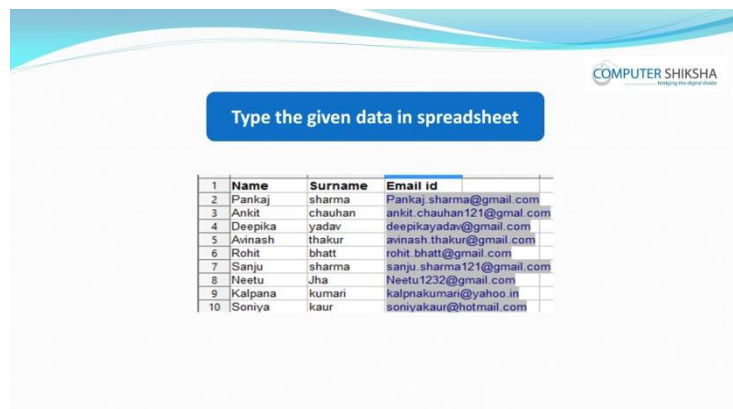 COMPUTER SHIKSHA
bridging the digital divide
Type the given data in spreadsheet
1 Name Surname Email id
2 Pankaj sharma Pankaj.sharma@gmail.com
3 Ankit chauhan ankit.chauhan121@gmal.com
4 Deepika yadav deepikayadav@gmail.com
5 Avinash thakur avinash.thakur@gmail.com
6 Rohit bhatt rohit.bhatt@gmail.com
7 Sanju sharma sanju.sharma121@gmail.com
8 Neetu Jha Neetu1232@gmail.com
9 Kalpana kumari kalpnakumari@yahoo.in
10 Soniya kaur soniyakaur@hotmail.com